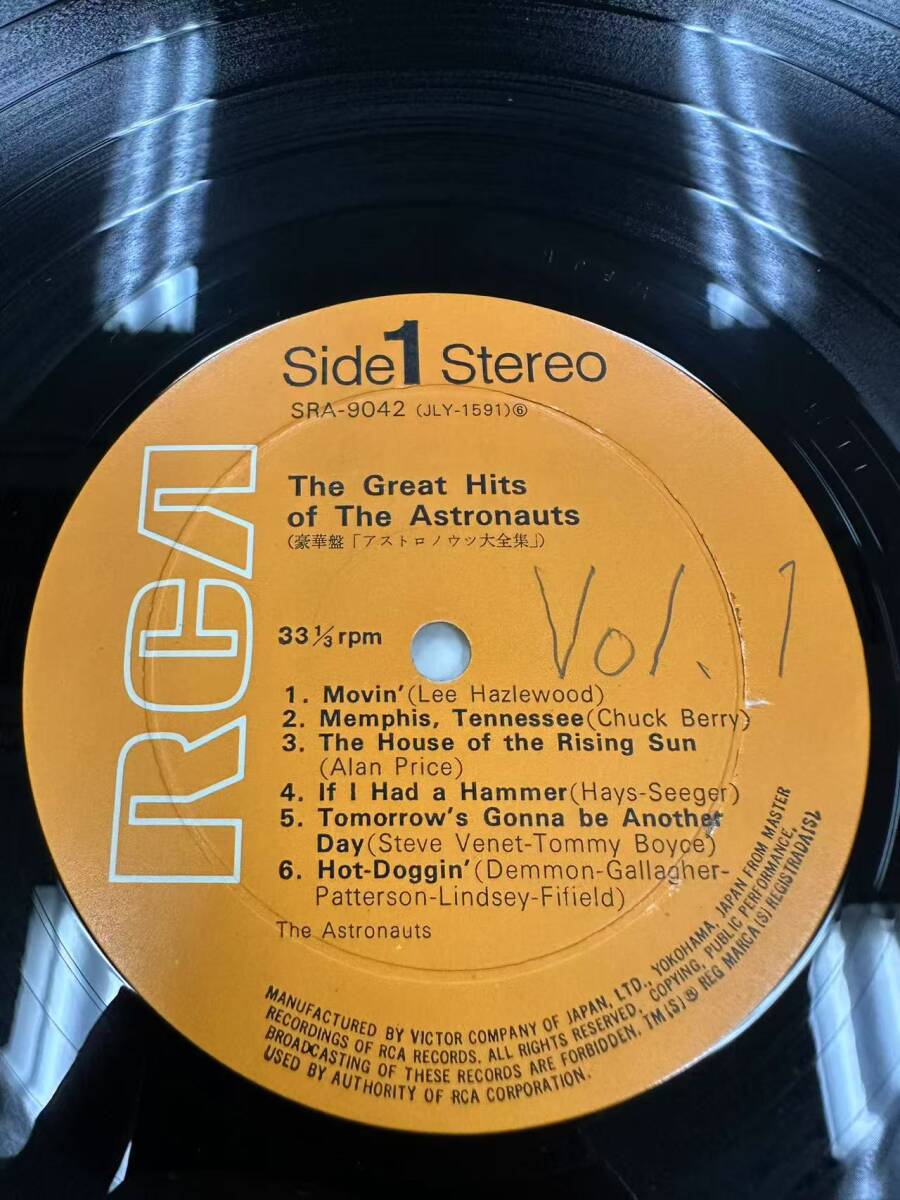 Side 1 Stereo
SRA-9042 (JLY-1591)⑥
RCA
The Great Hits
of The Astronauts
(豪華盤「アストロノウツ大全集」)
Vol. 1
33 1/3 rpm
1. Movin' (Lee Hazlewood)
2. Memphis, Tennessee (Chuck Berry)
3. The House of the Rising Sun
(Alan Price)
4. If I Had a Hammer (Hays-Seeger)
5. Tomorrow's Gonna be Another
Day (Steve Venet-Tommy Boyce)
6. Hot-Doggin' (Demmon-Gallagher-
Patterson-Lindsey-Fifield)
The Astronauts
MANUFACTURED BY VICTOR COMPANY OF JAPAN, LTD., YOKOHAMA, JAPAN FROM MASTER
RECORDINGS OF RCA RECORDS. ALL RIGHTS RESERVED, COPYING, PUBLIC PERFORMANCE,
BROADCASTING OF THESE RECORDS ARE FORBIDDEN. TM(S)® REG MARCA(S) REGISTRADA(S)
USED BY AUTHORITY OF RCA CORPORATION.